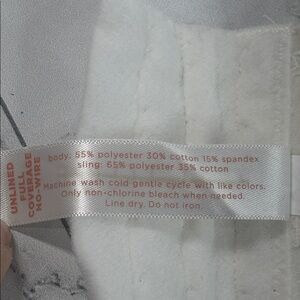 UNLINED
FULL
COVERAGE
NO-WIRE
body: 55% polyester 30% cotton 15% spandex
sling: 65% polyester 35% cotton
Machine wash cold gentle cycle with like colors.
Only non-chlorine bleach when needed.
Line dry. Do not iron.